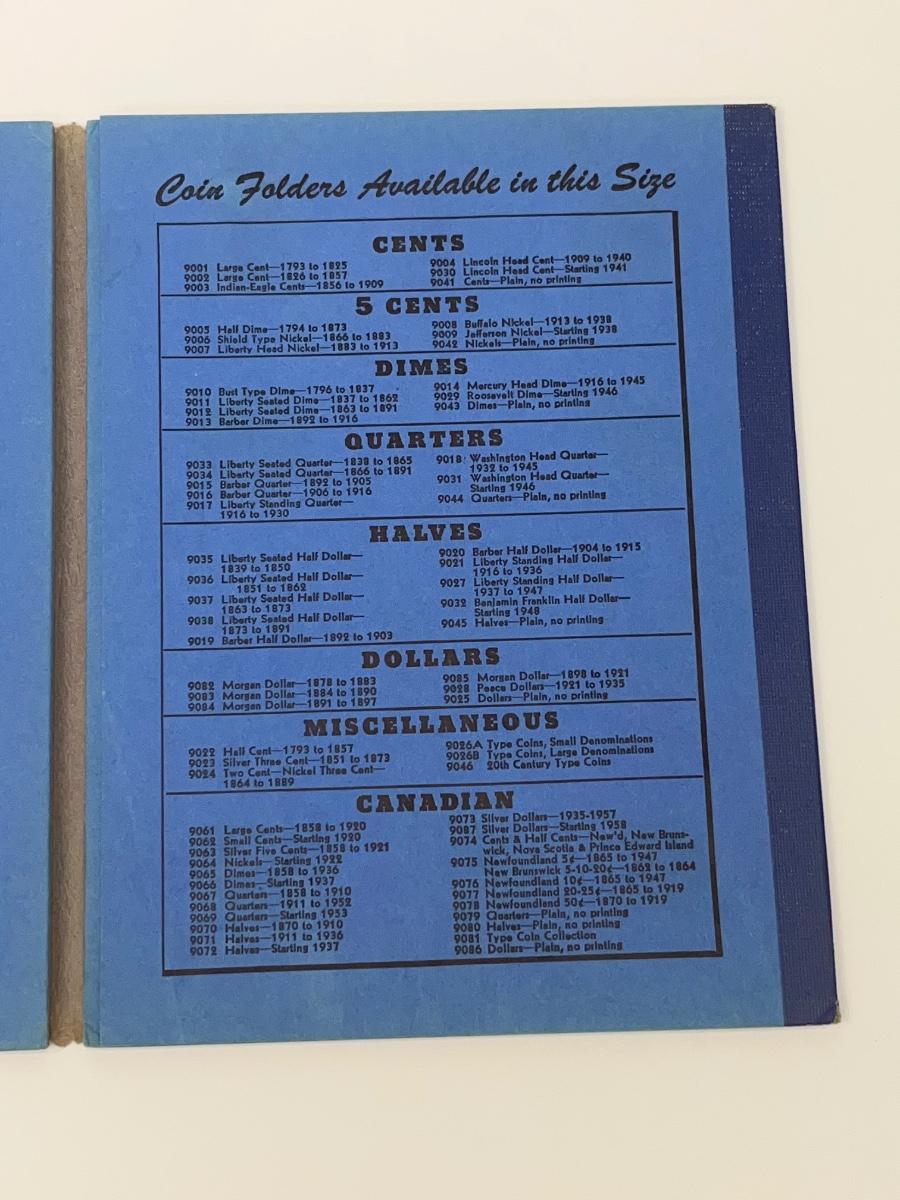 Coin Folders Available in this Size
CENTS
9001 Large Cent—1793 to 1825
9002 Large Cent—1826 to 1857
9003 Indian-Eagle Cents—1856 to 1909
9004 Lincoln Head Cent—1909 to 1940
9030 Lincoln Head Cent—Starting 1941
9041 Cents—Plain, no printing
5 CENTS
9005 Half Dime—1794 to 1873
9006 Shield Type Nickel—1866 to 1883
9007 Liberty Head Nickel—1883 to 1913
9008 Buffalo Nickel—1913 to 1938
9009 Jefferson Nickel—Starting 1938
9042 Nickels—Plain, no printing
DIMES
9010 Bust Type Dime—1796 to 1837
9011 Liberty Seated Dime—1837 to 1862
9012 Liberty Seated Dime—1863 to 1891
9013 Barber Dime—1892 to 1916
9014 Mercury Head Dime—1916 to 1945
9029 Roosevelt Dime—Starting 1946
9043 Dimes—Plain, no printing
QUARTERS
9033 Liberty Seated Quarter—1838 to 1865
9034 Liberty Seated Quarter—1866 to 1891
9015 Barber Quarter—1892 to 1905
9016 Barber Quarter—1906 to 1916
9017 Liberty Standing Quarter—
1916 to 1930
9018 Washington Head Quarter—
1932 to 1945
9031 Washington Head Quarter—
Starting 1946
9044 Quarters—Plain, no printing
HALVES
9035 Liberty Seated Half Dollar—
1839 to 1850
9036 Liberty Seated Half Dollar—
1851 to 1862
9037 Liberty Seated Half Dollar—
1863 to 1873
9038 Liberty Seated Half Dollar—
1873 to 1891
9019 Barber Half Dollar—1892 to 1903
9020 Barber Half Dollar—1904 to 1915
9021 Liberty Standing Half Dollar—
1916 to 1936
9027 Liberty Standing Half Dollar—
1937 to 1947
9032 Benjamin Franklin Half Dollar—
Starting 1948
9045 Halves—Plain, no printing
DOLLARS
9082 Morgan Dollar—1878 to 1883
9083 Morgan Dollar—1884 to 1890
9084 Morgan Dollar—1891 to 1897
9085 Morgan Dollar—1898 to 1921
9028 Peace Dollars—1921 to 1935
9025 Dollars—Plain, no printing
MISCELLANEOUS
9022 Half Cent—1793 to 1857
9023 Silver Three Cent—1851 to 1873
9024 Two Cent—Nickel Three Cent—
1864 to 1889
9026A Type Coins, Small Denominations
9026B Type Coins, Large Denominations
9046 20th Century Type Coins
CANADIAN
9061 Large Cents—1858 to 1920
9062 Small Cents—Starting 1920
9063 Silver Five Cents—1858 to 1921
9064 Nickels—Starting 1922
9065 Dimes—1858 to 1936
9066 Dimes—Starting 1937
9067 Quarters—1858 to 1910
9068 Quarters—1911 to 1952
9069 Quarters—Starting 1953
9070 Halves—1870 to 1910
9071 Halves—1911 to 1936
9072 Halves—Starting 1937
9073 Silver Dollars—1935-1957
9087 Silver Dollars—Starting 1958
9074 Cents & Half Cents—New'd, New Bruns-
wick, Nova Scotia & Prince Edward Island
9075 Newfoundland 5¢—1865 to 1947
New Brunswick 5-10-20¢—1862 to 1864
9076 Newfoundland 10¢—1865 to 1947
9077 Newfoundland 20-25¢—1865 to 1919
9078 Newfoundland 50¢—1870 to 1919
9079 Quarters—Plain, no printing
9080 Halves—Plain, no printing
9081 Type Coin Collection
9086 Dollars—Plain, no printing